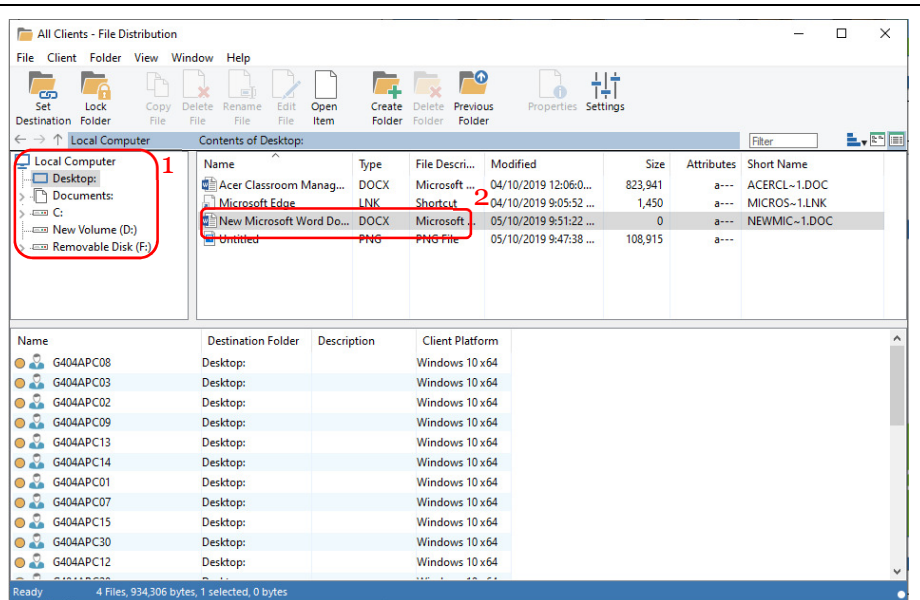 All Clients - File Distribution
File Client Folder View Window Help
Set Destination
Lock Folder
Copy File
Delete File
Rename File
Edit File
Open Item
Create Folder
Delete Folder
Previous Folder
Properties
Settings
Local Computer
Contents of Desktop:
Filter
1
Local Computer
Desktop:
Documents:
C:
New Volume (D:)
Removable Disk (F:)
2
Name Type File Descri... Modified Size Attributes Short Name
Acer Classroom Manag... DOCX Microsoft ... 04/10/2019 12:06:0... 823,941 a--- ACERCL~1.DOC
Microsoft Edge LNK Shortcut 04/10/2019 9:05:52 ... 1,450 a--- MICROS~1.LNK
New Microsoft Word Do... DOCX Microsoft ... 05/10/2019 9:51:22 ... 0 a--- NEWMIC~1.DOC
Untitled PNG PNG File 05/10/2019 9:47:38 ... 108,915 a---
Name Destination Folder Description Client Platform
G404APC08 Desktop: Windows 10 x64
G404APC03 Desktop: Windows 10 x64
G404APC02 Desktop: Windows 10 x64
G404APC09 Desktop: Windows 10 x64
G404APC13 Desktop: Windows 10 x64
G404APC14 Desktop: Windows 10 x64
G404APC01 Desktop: Windows 10 x64
G404APC07 Desktop: Windows 10 x64
G404APC15 Desktop: Windows 10 x64
G404APC30 Desktop: Windows 10 x64
G404APC12 Desktop: Windows 10 x64
Ready 4 Files, 934,306 bytes, 1 selected, 0 bytes